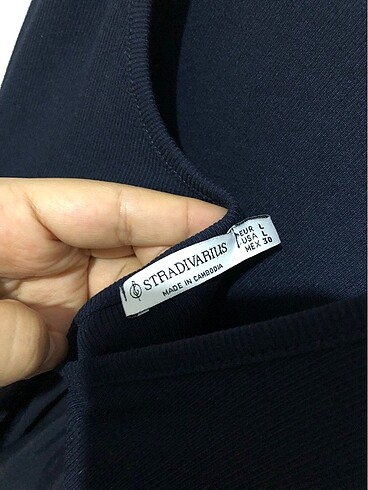 STRADIVARIUS
MADE IN CAMBODIA
EUR L
USA L
MEX 30